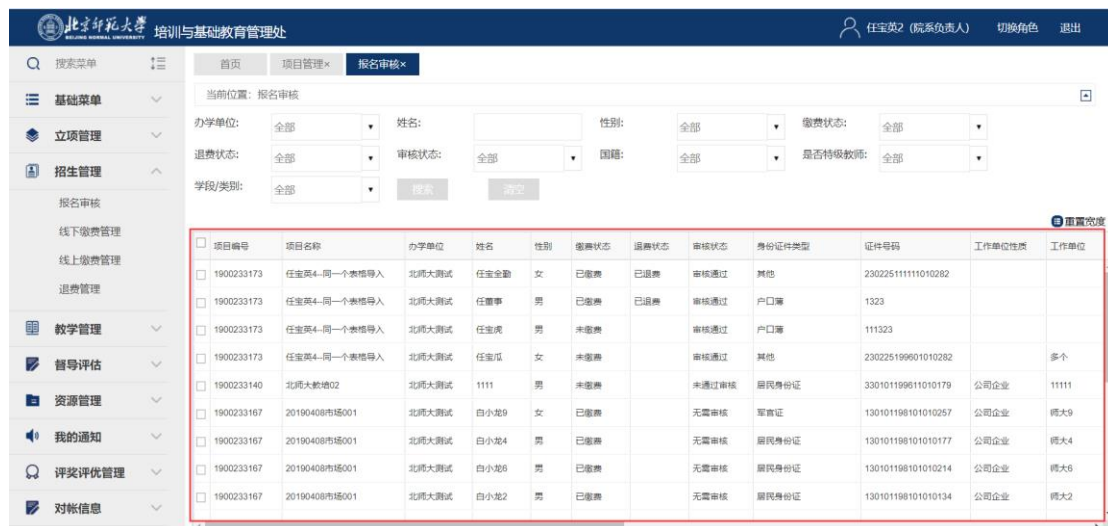 北京师范大学 培训与基础教育管理处 任宝英2 (院系负责人) 切换角色 退出
BEIJING NORMAL UNIVERSITY
搜索菜单
首页 项目管理× 报名审核×
基础菜单
立项管理
招生管理
报名审核
线下缴费管理
线上缴费管理
退费管理
教学管理
督导评估
资源管理
我的通知
评奖评优管理
对帐信息
当前位置：报名审核
办学单位: 全部 姓名: 性别: 全部 缴费状态: 全部
退费状态: 全部 审核状态: 全部 国籍: 全部 是否特级教师: 全部
学段/类别: 全部 搜索 清空
重置宽度
项目编号 项目名称 办学单位 姓名 性别 缴费状态 退费状态 审核状态 身份证件类型 证件号码 工作单位性质 工作单位
1900233173 任宝英4--同一个表格导入 北师大测试 任宝全勤 女 已缴费 已退费 审核通过 其他 230225111111010282
1900233173 任宝英4--同一个表格导入 北师大测试 任董事 男 已缴费 已退费 审核通过 户口簿 1323
1900233173 任宝英4--同一个表格导入 北师大测试 任宝虎 男 未缴费 审核通过 户口簿 111323
1900233173 任宝英4--同一个表格导入 北师大测试 任宝瓜 女 未缴费 审核通过 其他 230225199601010282 多个
1900233140 北师大教培02 北师大测试 1111 男 未缴费 未通过审核 居民身份证 330101199611010179 公司企业 11111
1900233167 20190408市场001 北师大测试 白小龙9 女 已缴费 无需审核 军官证 130101198101010257 公司企业 师大9
1900233167 20190408市场001 北师大测试 白小龙4 男 已缴费 无需审核 居民身份证 130101198101010177 公司企业 师大4
1900233167 20190408市场001 北师大测试 白小龙6 男 已缴费 无需审核 居民身份证 130101198101010214 公司企业 师大6
1900233167 20190408市场001 北师大测试 白小龙2 男 已缴费 无需审核 居民身份证 130101198101010134 公司企业 师大2